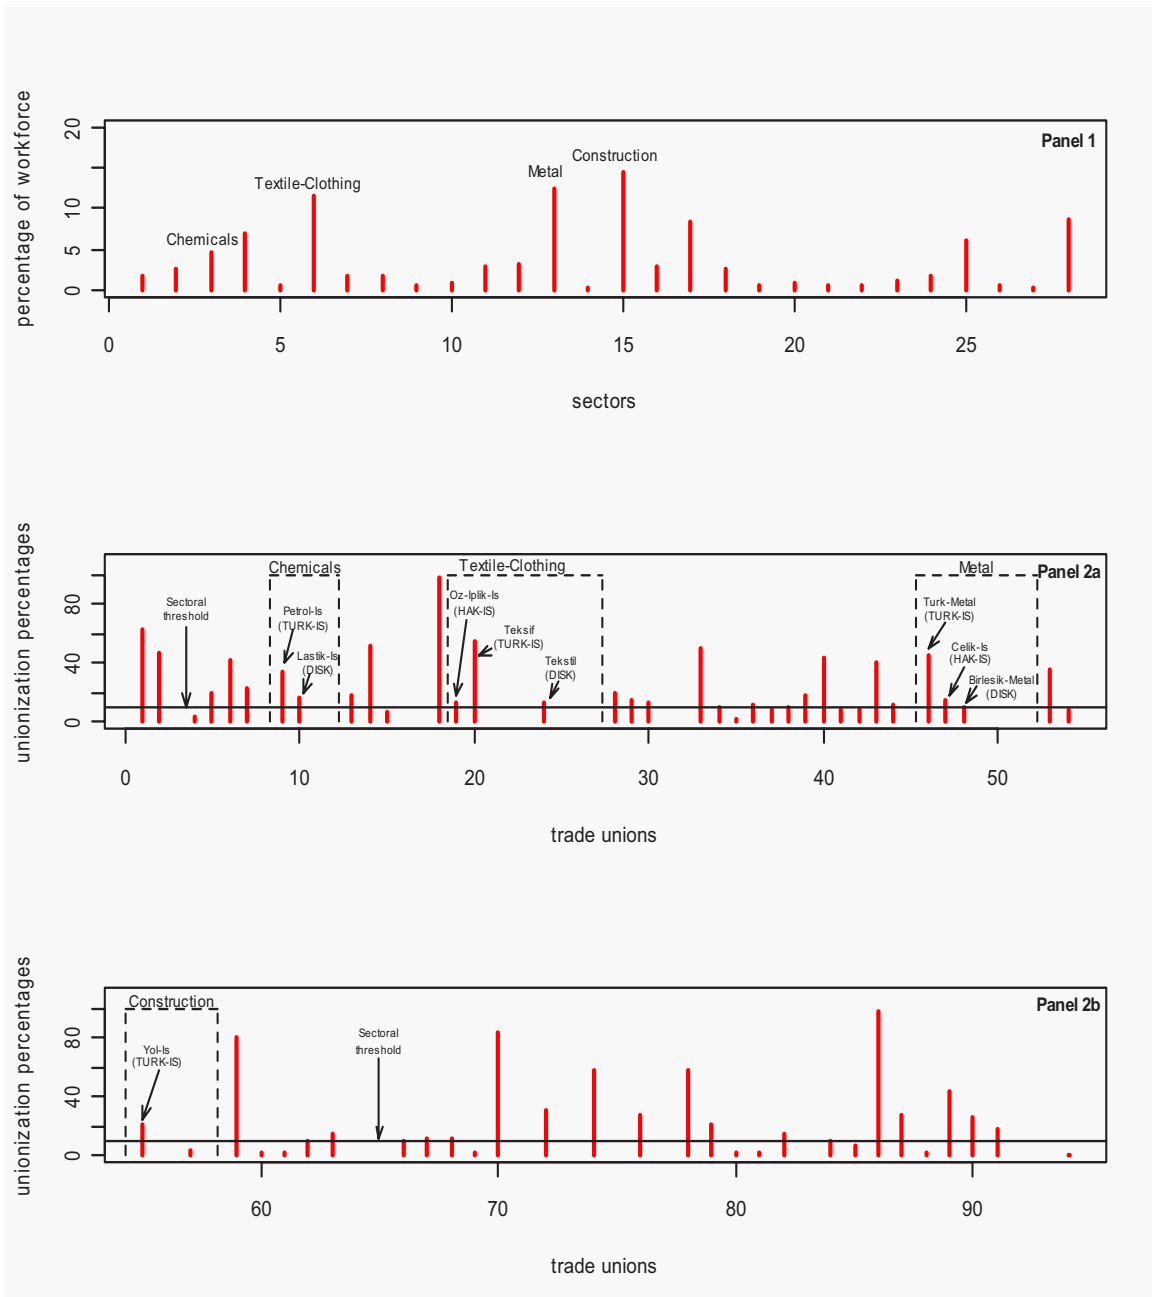 percentage of workforce
20
10
5
0
Panel 1
Construction
Metal
Textile-Clothing
Chemicals
0 5 10 15 20 25
sectors
unionization percentages
80
40
0
Chemicals
Textile-Clothing
Metal
Panel 2a
Sectoral
threshold
Petrol-Is
(TURK-IS)
Lastik-Is
(DISK)
Oz-Iplik-Is
(HAK-IS)
Teksif
(TURK-IS)
Tekstil
(DISK)
Turk-Metal
(TURK-IS)
Celik-Is
(HAK-IS)
Birlesik-Metal
(DISK)
0 10 20 30 40 50
trade unions
unionization percentages
80
40
0
Construction
Panel 2b
Yol-Is
(TURK-IS)
Sectoral
threshold
60 70 80 90
trade unions